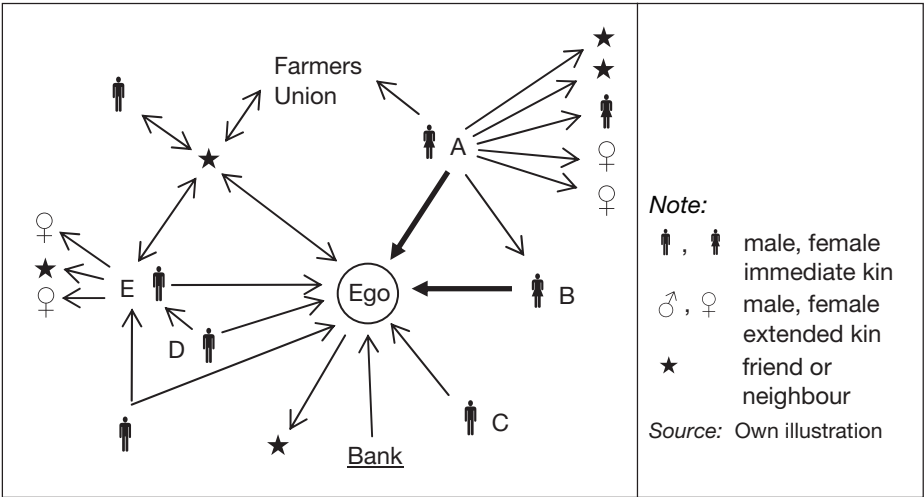 Farmers
Union
A
E
Ego
B
D
C
Bank
Note:
, male, female
immediate kin
♂, ♀ male, female
extended kin
★ friend or
neighbour
Source: Own illustration